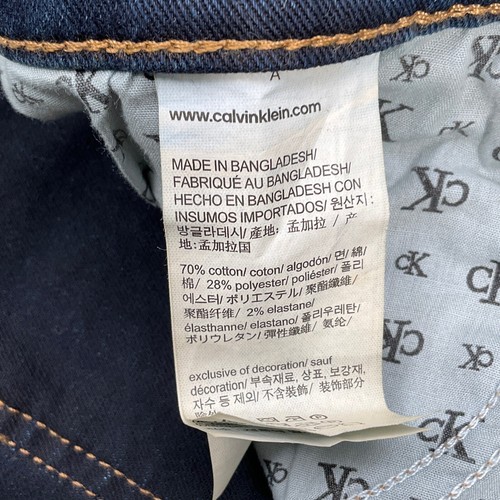 A
www.calvinklein.com
MADE IN BANGLADESH/
FABRIQUÉ AU BANGLADESH/
HECHO EN BANGLADESH CON
INSUMOS IMPORTADOS/ 원산지 :
방글라데시/ 產地: 孟加拉 / 产
地:孟加拉国
70% cotton/ coton/ algodón/ 면/ 綿/
棉/ 28% polyester/ poliéster/ 폴리
에스터/ ポリエステル/ 聚酯纖維/
聚酯纤维/ 2% elastane/
élasthanne/ elastano/ 폴리우레탄/
ポリウレタン/ 彈性纖維/ 氨纶/
exclusive of decoration/ sauf
décoration/ 부속재료, 상표, 보강재,
자수 등 제외/ 不含裝飾/ 装饰部分
CK
CK
CK
CK
CK
CK
CK
CK